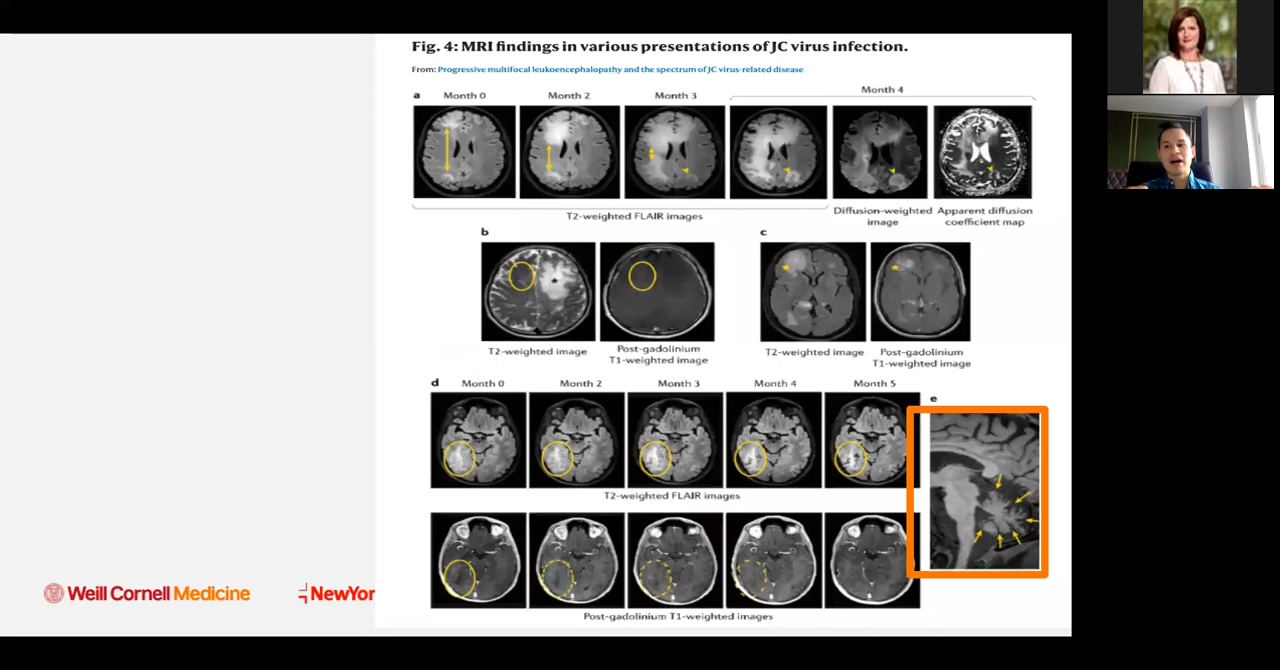 Fig. 4: MRI findings in various presentations of JC virus infection.
From: Progressive multifocal leukoencephalopathy and the spectrum of JC virus-related disease
a
Month 0
Month 2
Month 3
Month 4
T2-weighted FLAIR images
Diffusion-weighted
image
Apparent diffusion
coefficient map
b
*
T2-weighted image
Post-gadolinium
T1-weighted image
c
T2-weighted image
Post-gadolinium
T1-weighted image
d
Month 0
Month 2
Month 3
Month 4
Month 5
T2-weighted FLAIR images
Post-gadolinium T1-weighted images
e
Weill Cornell Medicine
NewYor